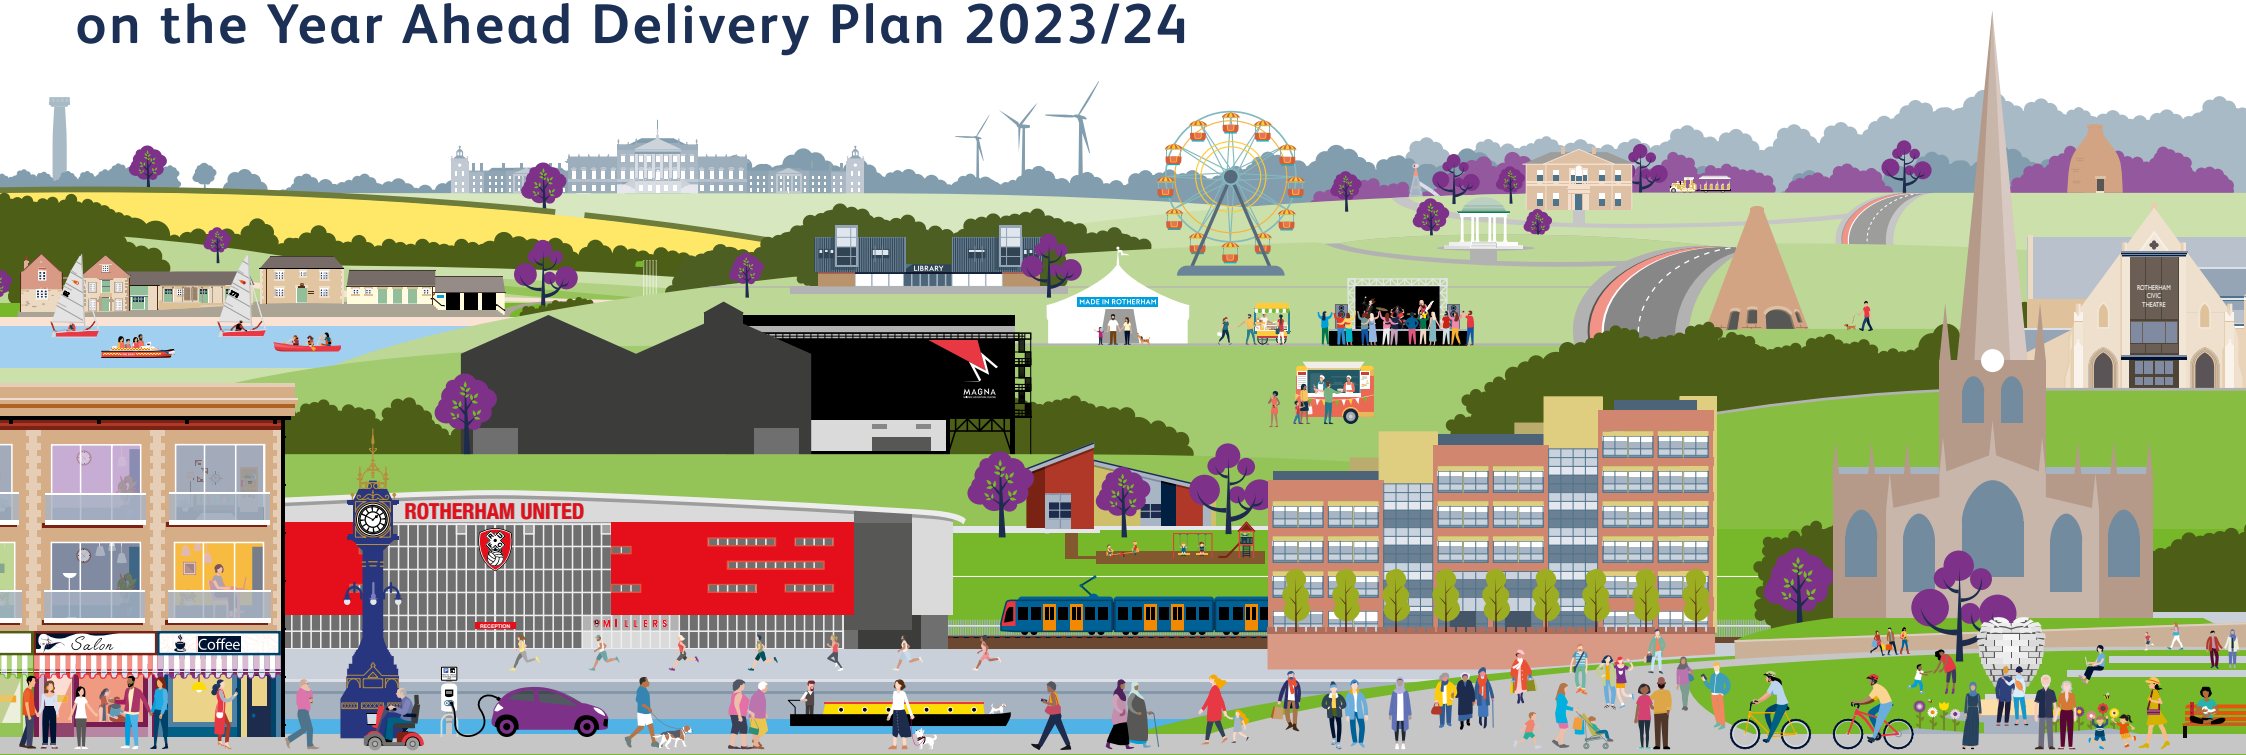 on the Year Ahead Delivery Plan 2023/24
LIBRARY
MADE IN ROTHERHAM
ROTHERHAM
CIVIC
THEATRE
MAGNA
ROTHERHAM UNITED
RECEPTION
MILLERS
Salon
Coffee